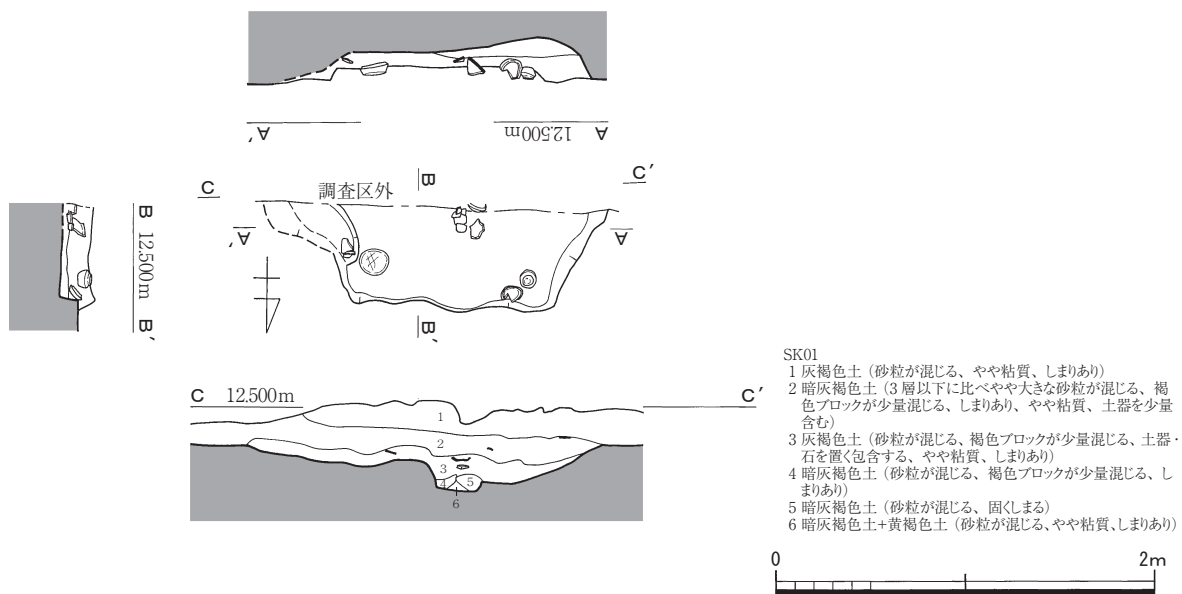 A′
12.500m
A
C
調査区外
B
C′
A′
A
B
12.500m
B′
B′
C
12.500m
C′
1
2
3
4
5
6
SK01
1 灰褐色土（砂粒が混じる、やや粘質、しまりあり）
2 暗灰褐色土（3層以下に比べやや大きな砂粒が混じる、褐
色ブロックが少量混じる、しまりあり、やや粘質、土器を少量
含む）
3 灰褐色土（砂粒が混じる、褐色ブロックが少量混じる、土器・
石を置く包含する、やや粘質、しまりあり）
4 暗灰褐色土（砂粒が混じる、褐色ブロックが少量混じる、し
まりあり）
5 暗灰褐色土（砂粒が混じる、固くしまる）
6 暗灰褐色土+黄褐色土（砂粒が混じる、やや粘質、しまりあり）
0
2m